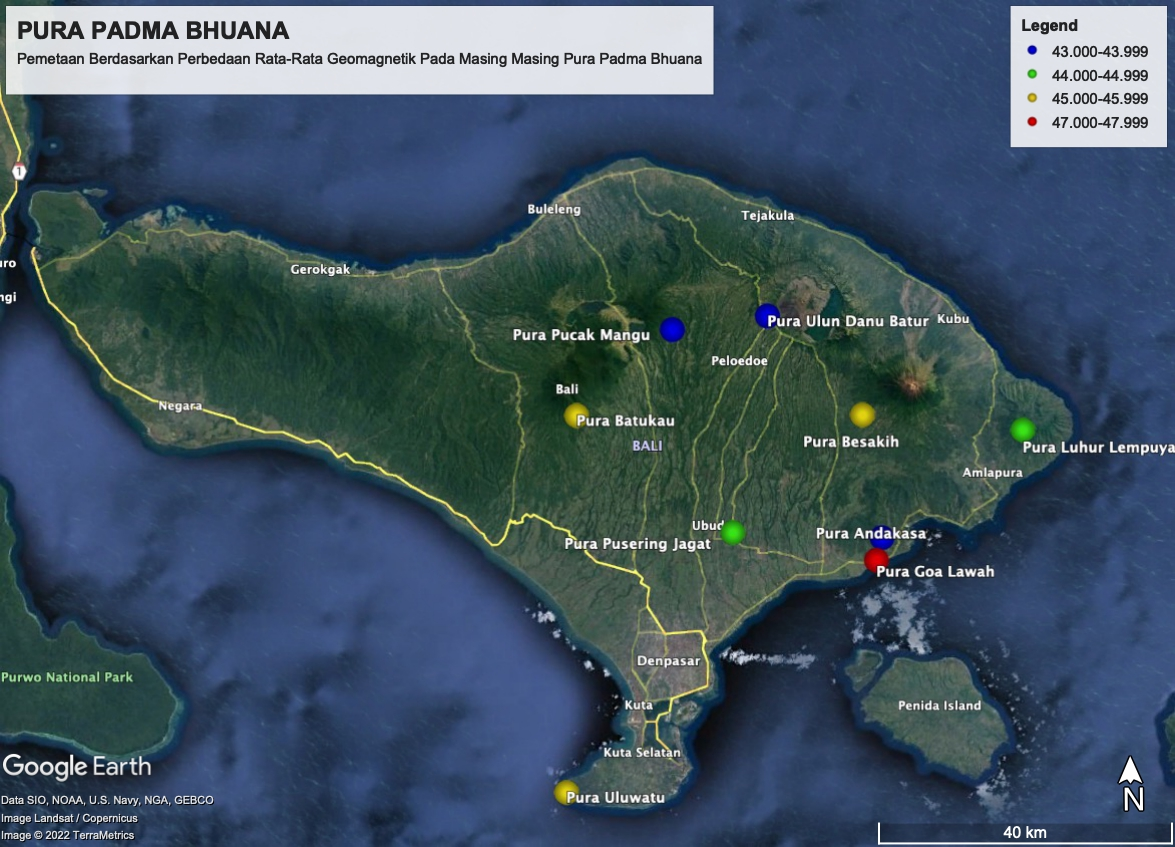 PURA PADMA BHUANA
Pemetaan Berdasarkan Perbedaan Rata-Rata Geomagnetik Pada Masing Masing Pura Padma Bhuana
Legend
43.000-43.999
44.000-44.999
45.000-45.999
47.000-47.999
1
Buleleng
Tejakula
uro
Gerokgak
ngi
Pura Pucak Mangu
Pura Ulun Danu Batur
Kubu
Peloedoe
Bali
Negara
Pura Batukau
BALI
Pura Besakih
Pura Luhur Lempuya
Amlapura
Ubud
Pura Pusering Jagat
Pura Andakasa
Pura Goa Lawah
Denpasar
Purwo National Park
Kuta
Penida Island
Kuta Selatan
Google Earth
Pura Uluwatu
Data SIO, NOAA, U.S. Navy, NGA, GEBCO
Image Landsat / Copernicus
Image © 2022 TerraMetrics
N
40 km